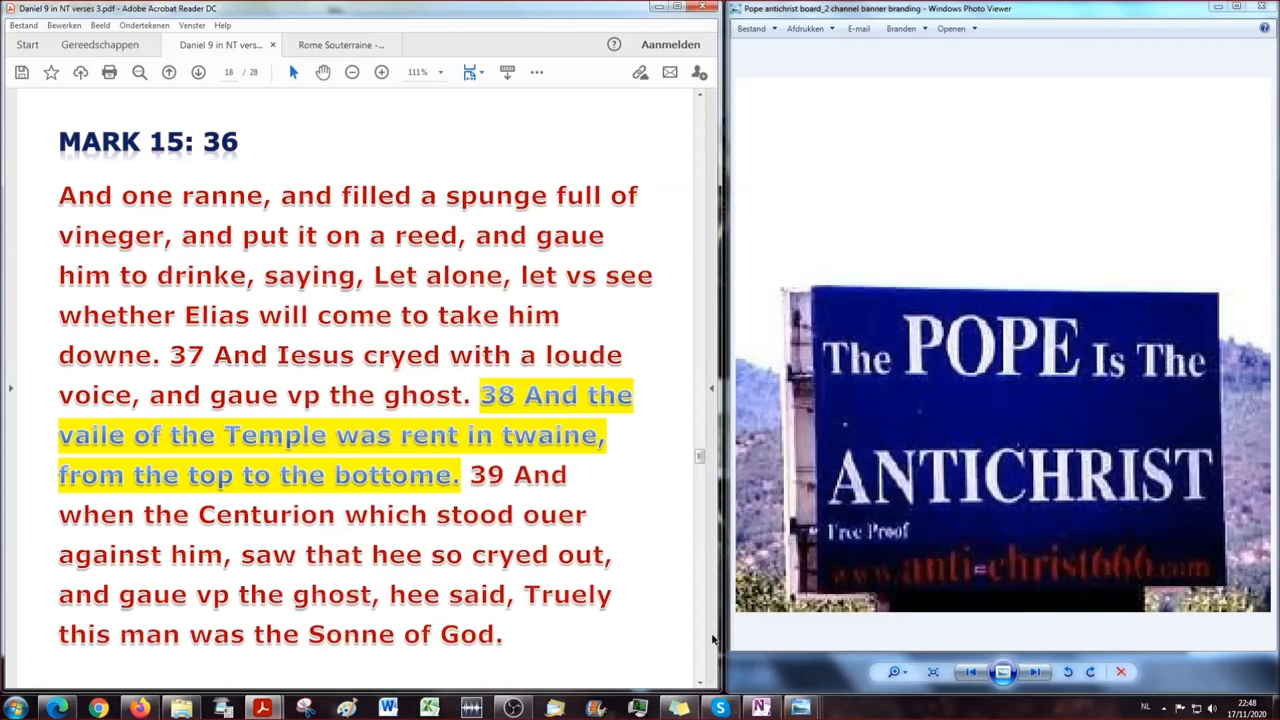 Daniel 9 in NT verses 3.pdf - Adobe Acrobat Reader DC
Bestand Bewerken Beeld Ondertekenen Venster Help
Start Gereedschappen Daniel 9 in NT vers... × Rome Souterraine -... Aanmelden
18 / 28 111%
MARK 15: 36
And one ranne, and filled a spunge full of
vineger, and put it on a reed, and gaue
him to drinke, saying, Let alone, let vs see
whether Elias will come to take him
downe. 37 And Iesus cryed with a loude
voice, and gaue vp the ghost. 38 And the
vaile of the Temple was rent in twaine,
from the top to the bottome. 39 And
when the Centurion which stood ouer
against him, saw that hee so cryed out,
and gaue vp the ghost, hee said, Truely
this man was the Sonne of God.
Pope antichrist board_2 channel banner branding - Windows Photo Viewer
Bestand Afdrukken E-mail Branden Openen
The POPE Is The
ANTICHRIST
Free Proof
www.anti=christ666.com
NL
22:48
17/11/2020